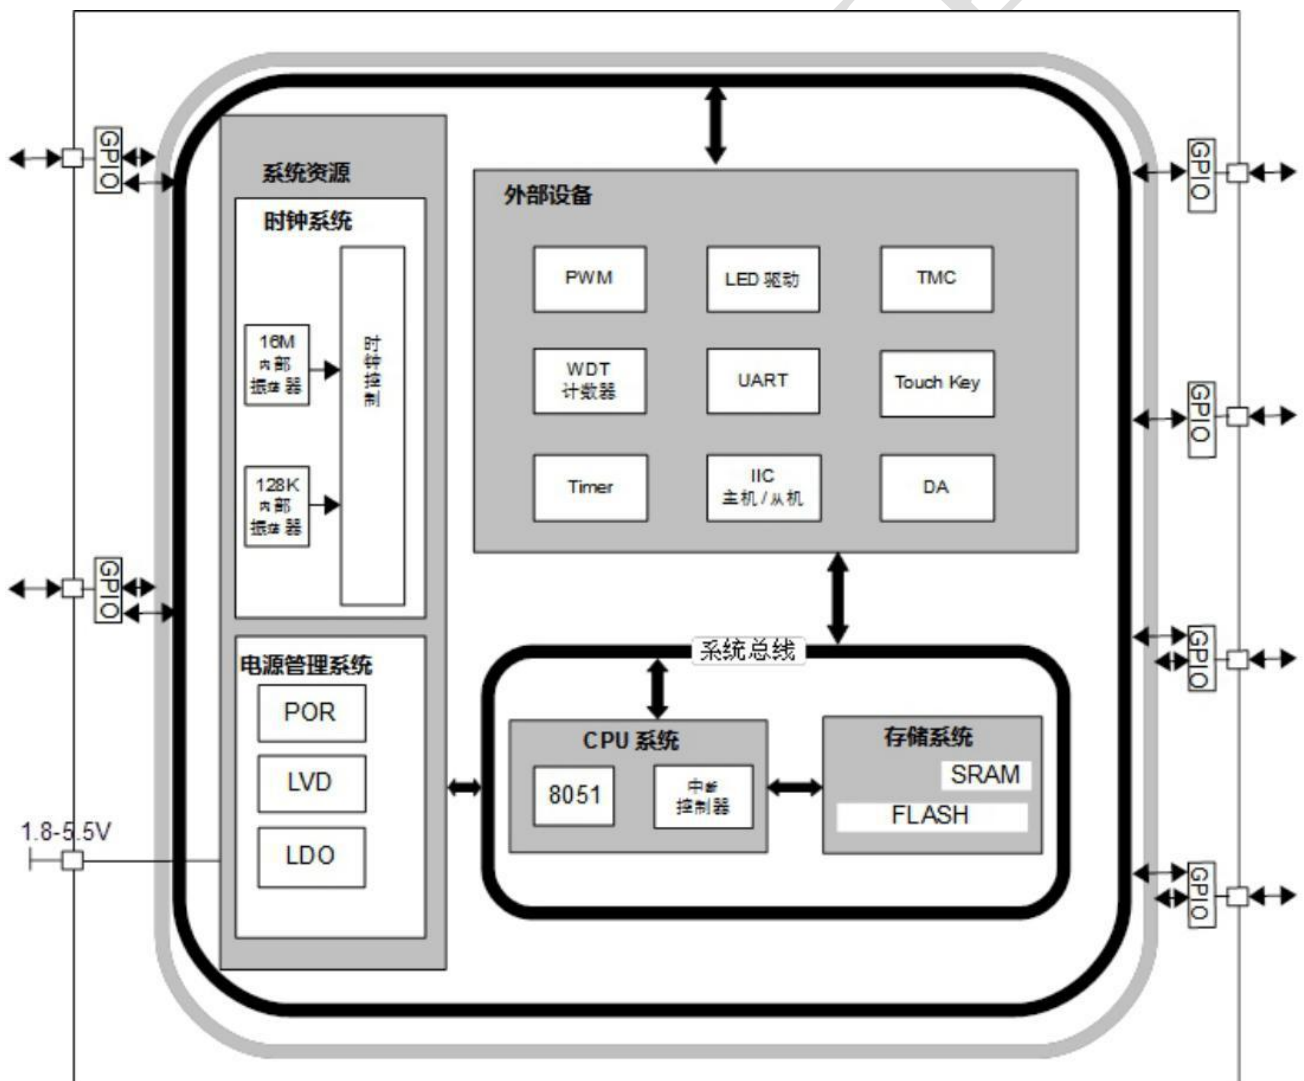 GPIO
GPIO
系统资源
时钟系统
16M
内部
振荡器
时钟控制
128K
内部
振荡器
外部设备
PWM
LED 驱动
TMC
WDT
计数器
UART
Touch Key
Timer
IIC
主机 / 从机
DA
GPIO
GPIO
电源管理系统
POR
LVD
LDO
1.8-5.5V
系统总线
CPU 系统
8051
中断
控制器
存储系统
SRAM
FLASH
GPIO
GPIO